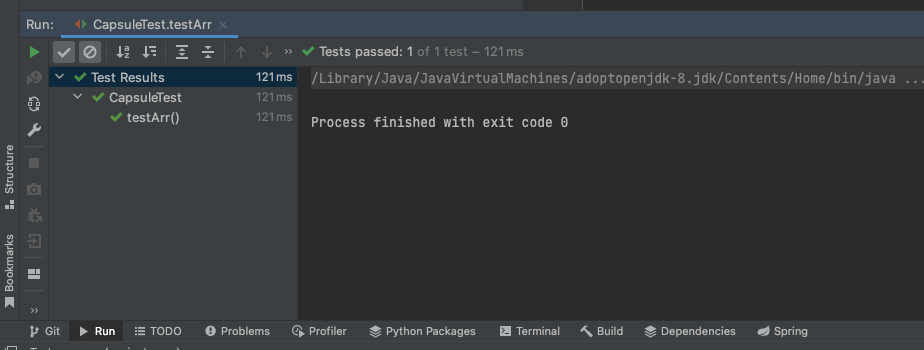 Run: CapsuleTest.testArr ×
Tests passed: 1 of 1 test – 121 ms
Test Results 121 ms
CapsuleTest 121 ms
testArr() 121 ms
/Library/Java/JavaVirtualMachines/adoptopenjdk-8.jdk/Contents/Home/bin/java ...
Process finished with exit code 0
Structure
Bookmarks
Git Run TODO Problems Profiler Python Packages Terminal Build Dependencies Spring